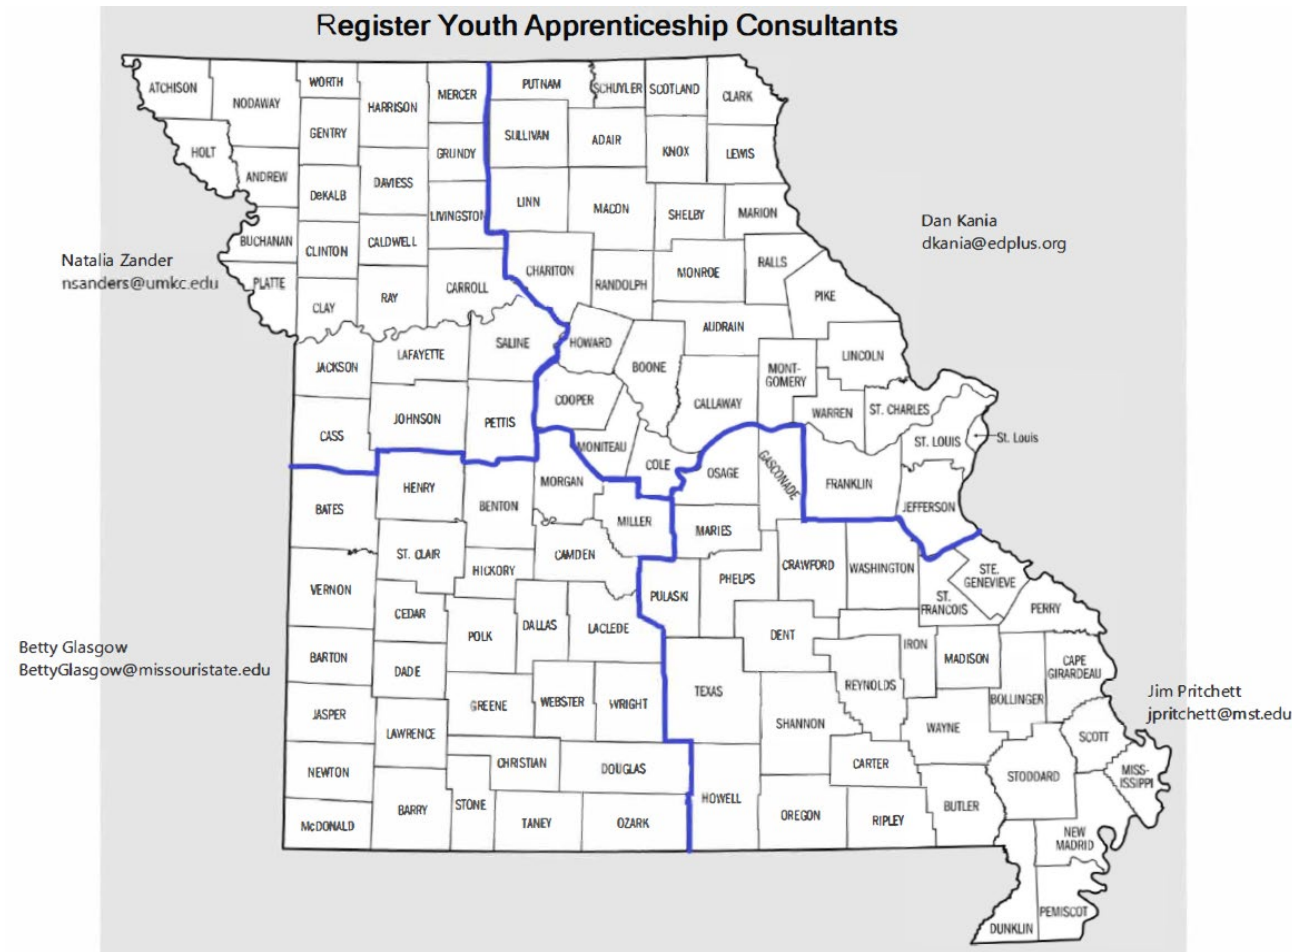 Register Youth Apprenticeship Consultants
ATCHISON
NODAWAY
WORTH
HARRISON
MERCER
PUTNAM
SCHUYLER
SCOTLAND
CLARK
HOLT
GENTRY
GRUNDY
SULLIVAN
ADAIR
KNOX
LEWIS
ANDREW
DeKALB
DAVIESS
LIVINGSTON
LINN
MACON
SHELBY
MARION
BUCHANAN
CLINTON
CALDWELL
Dan Kania
dkania@edplus.org
Natalia Zander
nsanders@umkc.edu
PLATTE
CLAY
RAY
CARROLL
CHARITON
RANDOLPH
MONROE
RALLS
PIKE
JACKSON
LAFAYETTE
SALINE
HOWARD
BOONE
AUDRAIN
MONT-
GOMERY
LINCOLN
CASS
JOHNSON
PETTIS
COOPER
CALLAWAY
WARREN
ST. CHARLES
ST. LOUIS
St. Louis
MONITEAU
COLE
OSAGE
GASCONADE
FRANKLIN
JEFFERSON
BATES
HENRY
BENTON
MORGAN
MILLER
MARIES
VERNON
ST. CLAIR
HICKORY
CAMDEN
PULASKI
PHELPS
CRAWFORD
WASHINGTON
STE.
GENEVIEVE
ST.
FRANCOIS
PERRY
CEDAR
POLK
DALLAS
LACLEDE
DENT
IRON
MADISON
CAPE
GIRARDEAU
Betty Glasgow
BettyGlasgow@missouristate.edu
BARTON
DADE
GREENE
WEBSTER
WRIGHT
TEXAS
REYNOLDS
BOLLINGER
Jim Pritchett
jpritchett@mst.edu
JASPER
LAWRENCE
SHANNON
WAYNE
SCOTT
NEWTON
CHRISTIAN
DOUGLAS
CARTER
STODDARD
MISS-
ISSIPPI
McDONALD
BARRY
STONE
TANEY
OZARK
HOWELL
OREGON
RIPLEY
BUTLER
NEW
MADRID
PEMISCOT
DUNKLIN